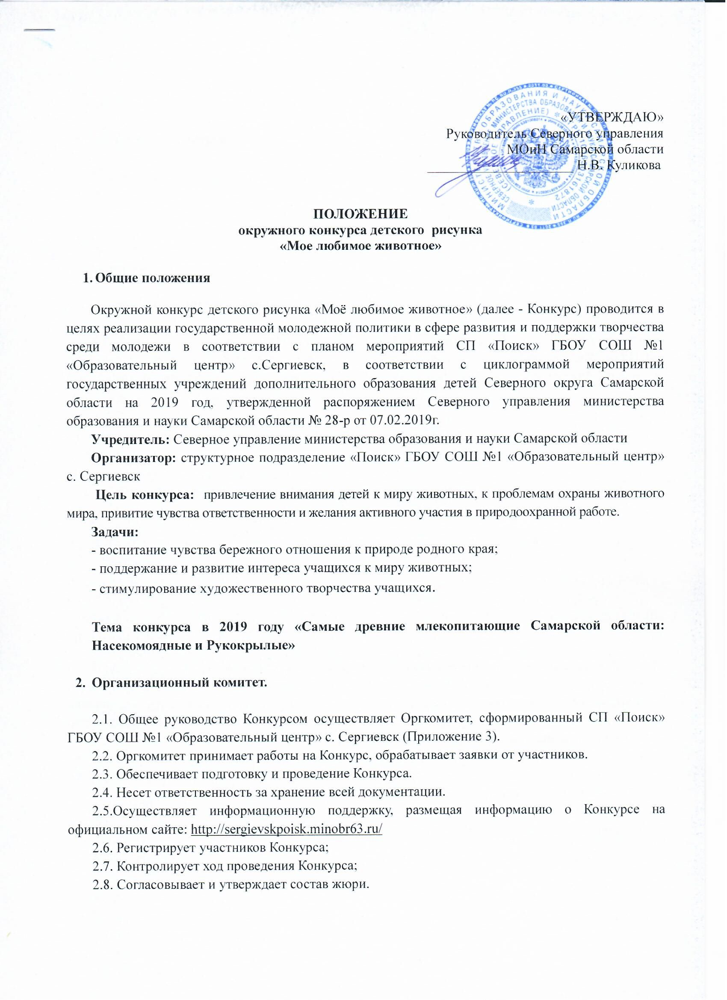 «УТВЕРЖДАЮ»
Руководитель Северного управления
МОиН Самарской области
____________________ Н.В. Куликова
ПОЛОЖЕНИЕ
окружного конкурса детского  рисунка
«Мое любимое животное»
1. Общие положения
Окружной конкурс детского рисунка «Моё любимое животное» (далее - Конкурс) проводится в
целях реализации государственной молодежной политики в сфере развития и поддержки творчества
среди молодежи в соответствии с планом мероприятий СП «Поиск» ГБОУ СОШ №1
«Образовательный центр» с.Сергиевск, в соответствии с циклограммой мероприятий
государственных учреждений дополнительного образования детей Северного округа Самарской
области на 2019 год, утвержденной распоряжением Северного управления министерства
образования и науки Самарской области № 28-р от 07.02.2019г.
Учредитель: Северное управление министерства образования и науки Самарской области
Организатор: структурное подразделение «Поиск» ГБОУ СОШ №1 «Образовательный центр»
с. Сергиевск
Цель конкурса:  привлечение внимания детей к миру животных, к проблемам охраны животного
мира, привитие чувства ответственности и желания активного участия в природоохранной работе.
Задачи:
- воспитание чувства бережного отношения к природе родного края;
- поддержание и развитие интереса учащихся к миру животных;
- стимулирование художественного творчества учащихся.
Тема конкурса в 2019 году «Самые древние млекопитающие Самарской области:
Насекомоядные и Рукокрылые»
2. Организационный комитет.
2.1. Общее руководство Конкурсом осуществляет Оргкомитет, сформированный СП «Поиск»
ГБОУ СОШ №1 «Образовательный центр» с. Сергиевск (Приложение 3).
2.2. Оргкомитет принимает работы на Конкурс, обрабатывает заявки от участников.
2.3. Обеспечивает подготовку и проведение Конкурса.
2.4. Несет ответственность за хранение всей документации.
2.5.Осуществляет информационную поддержку, размещая информацию о Конкурсе на
официальном сайте: http://sergievskpoisk.minobr63.ru/
2.6. Регистрирует участников Конкурса;
2.7. Контролирует ход проведения Конкурса;
2.8. Согласовывает и утверждает состав жюри.